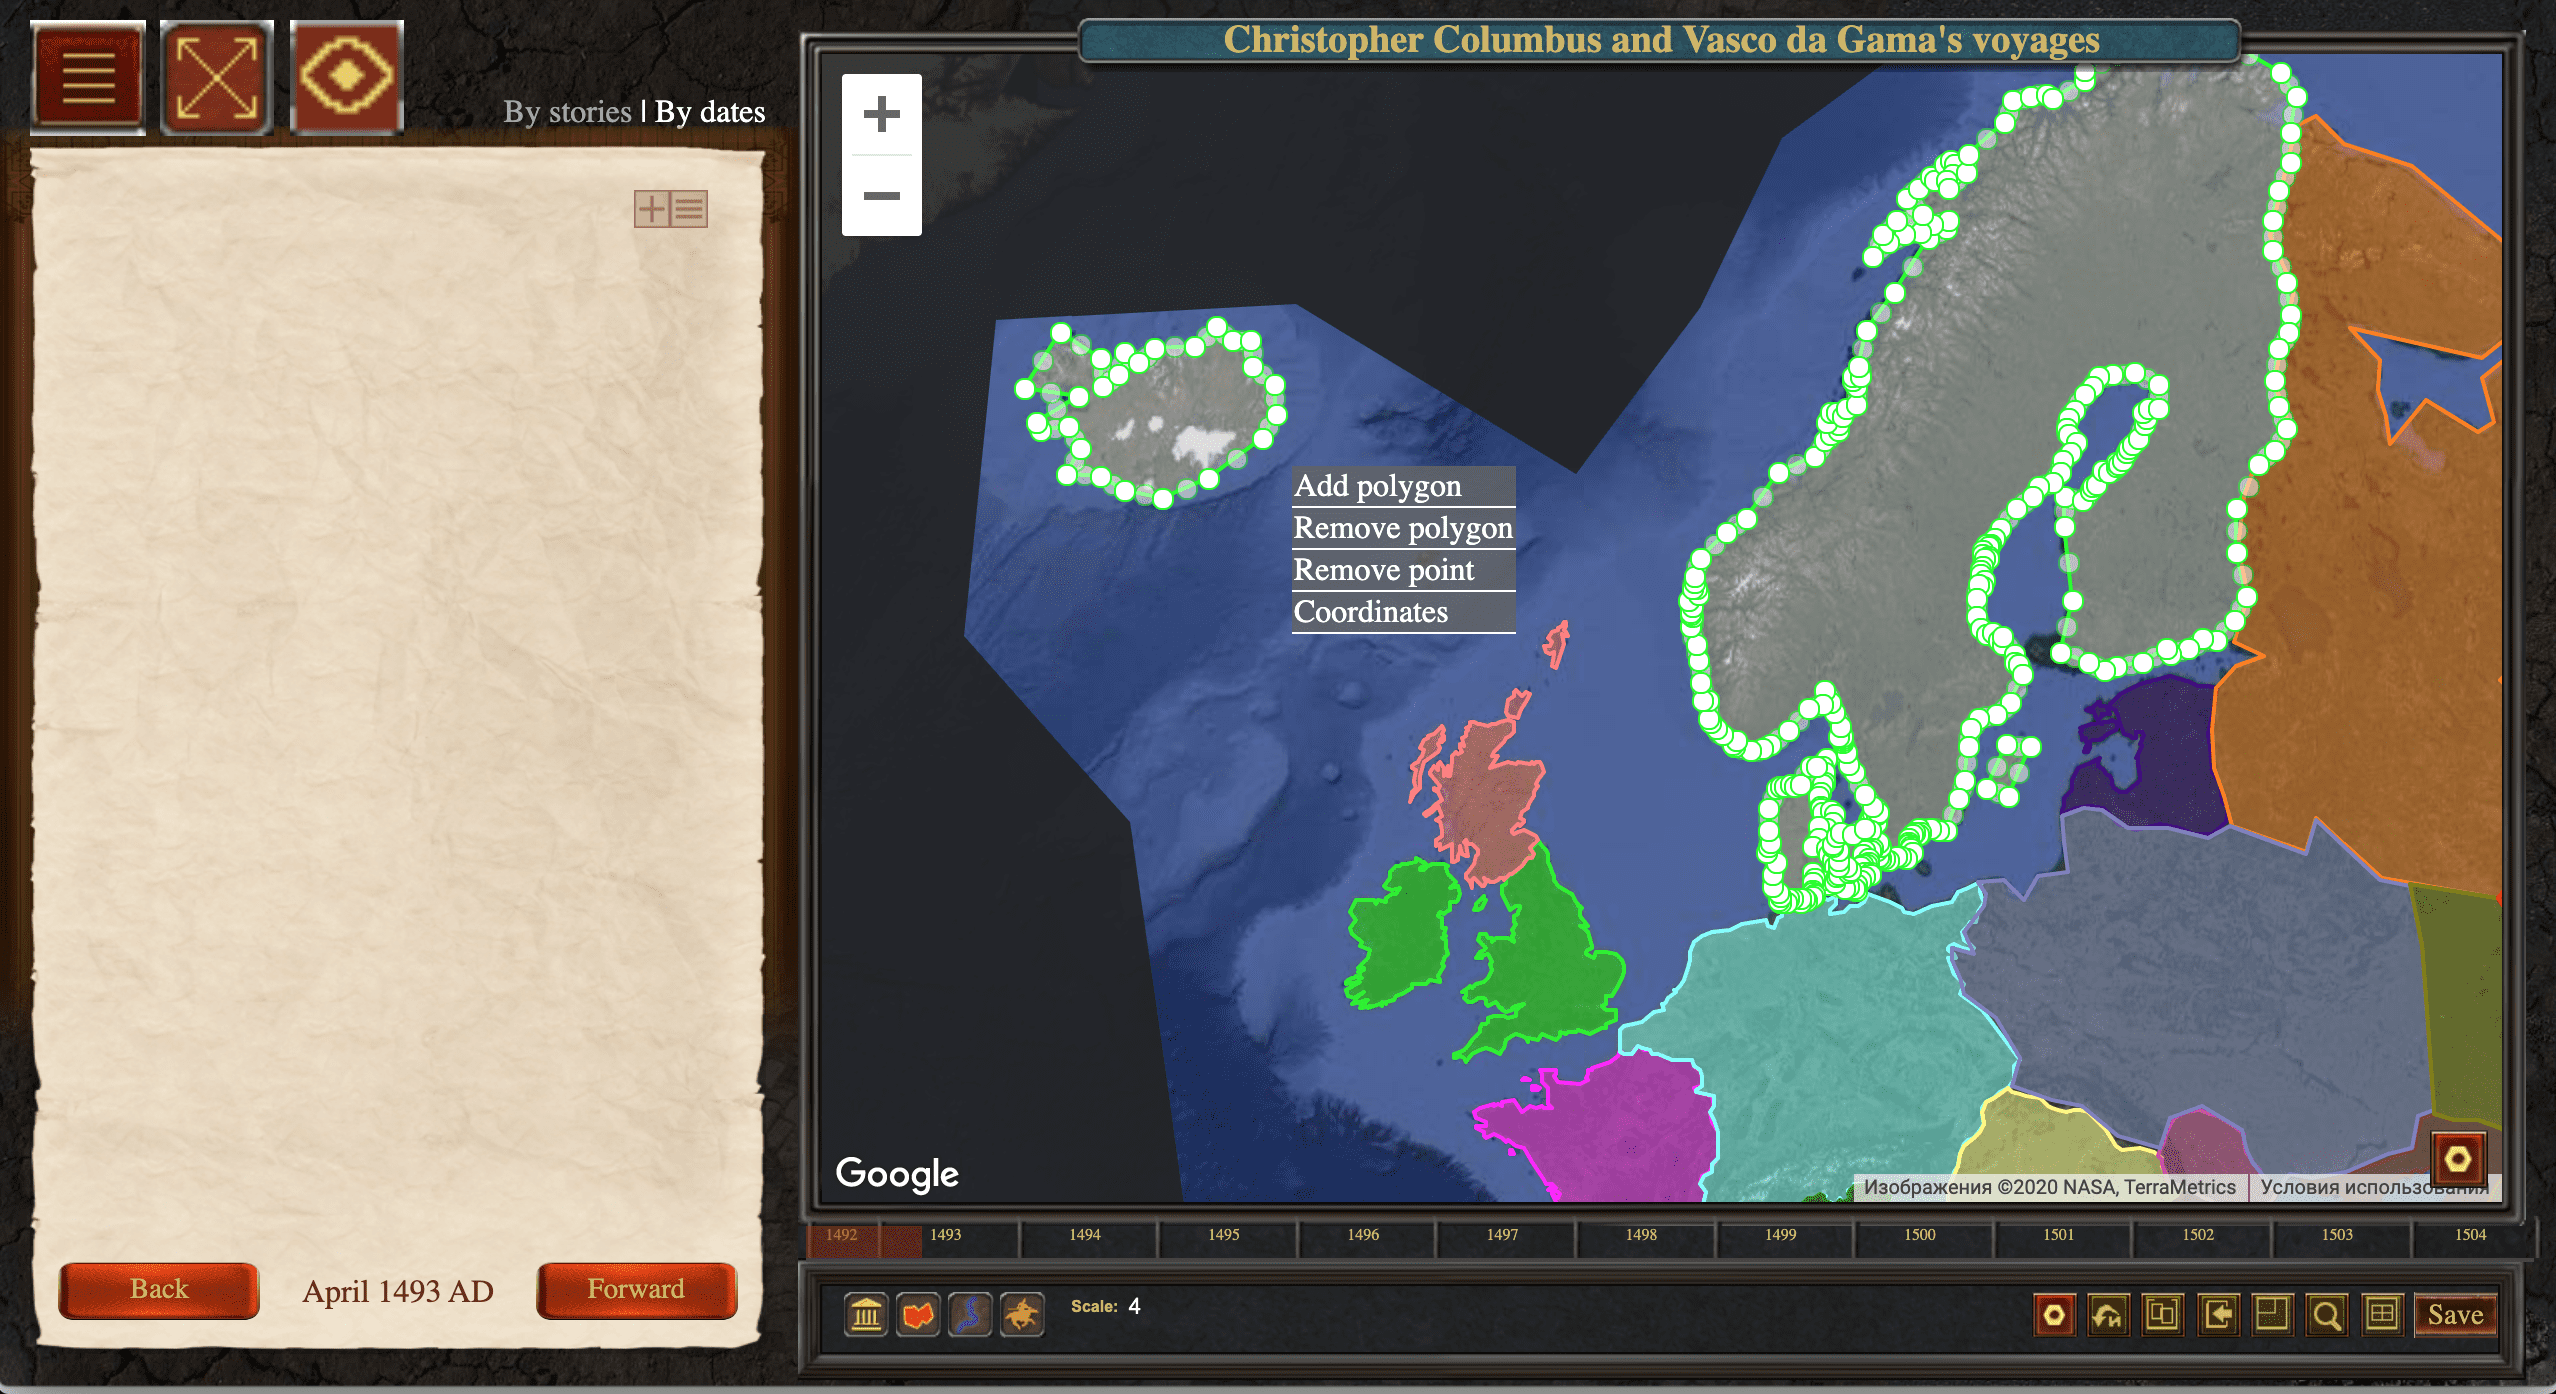 Christopher Columbus and Vasco da Gama's voyages
By stories | By dates
Add polygon
Remove polygon
Remove point
Coordinates
Google
Изображения ©2020 NASA, TerraMetrics
Условия использования
Back
April 1493 AD
Forward
1492 1493 1494 1495 1496 1497 1498 1499 1500 1501 1502 1503 1504
Scale: 4
Save